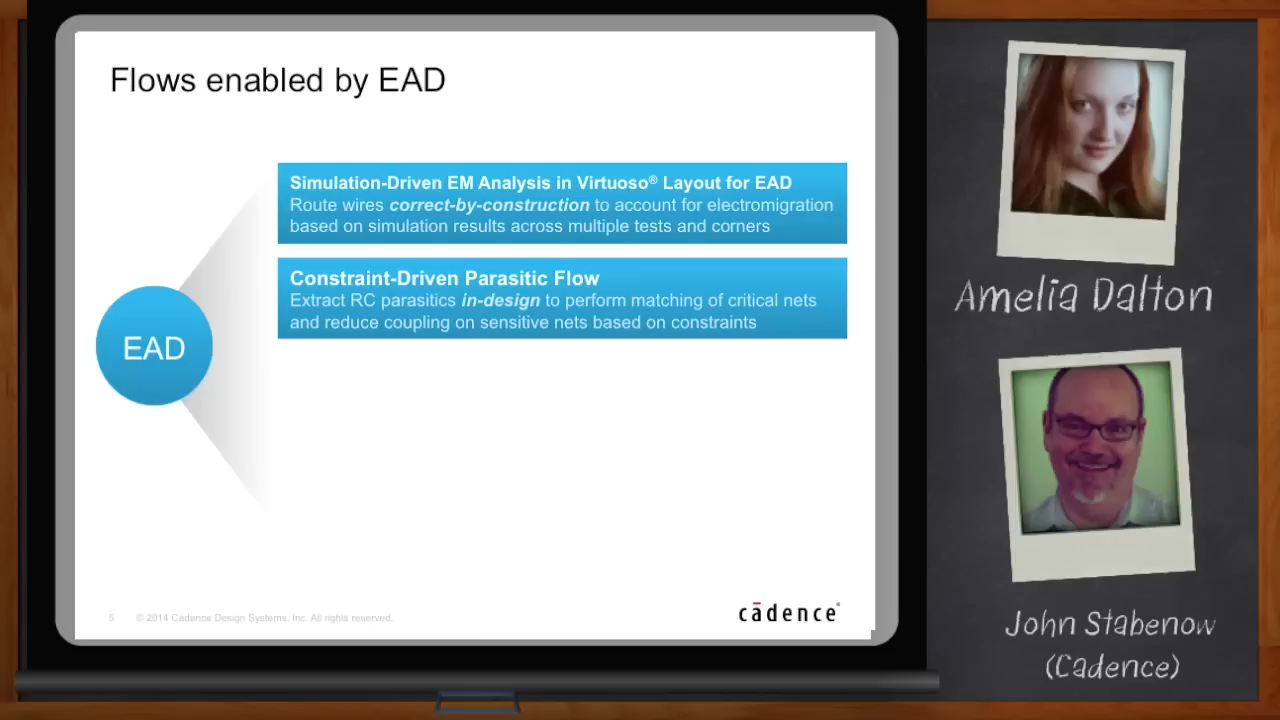 Flows enabled by EAD
Simulation-Driven EM Analysis in Virtuoso® Layout for EAD
Route wires correct-by-construction to account for electromigration
based on simulation results across multiple tests and corners
Constraint-Driven Parasitic Flow
Extract RC parasitics in-design to perform matching of critical nets
and reduce coupling on sensitive nets based on constraints
EAD
5 © 2014 Cadence Design Systems, Inc. All rights reserved.
cādence®
Amelia Dalton
John Stabenow
(Cadence)